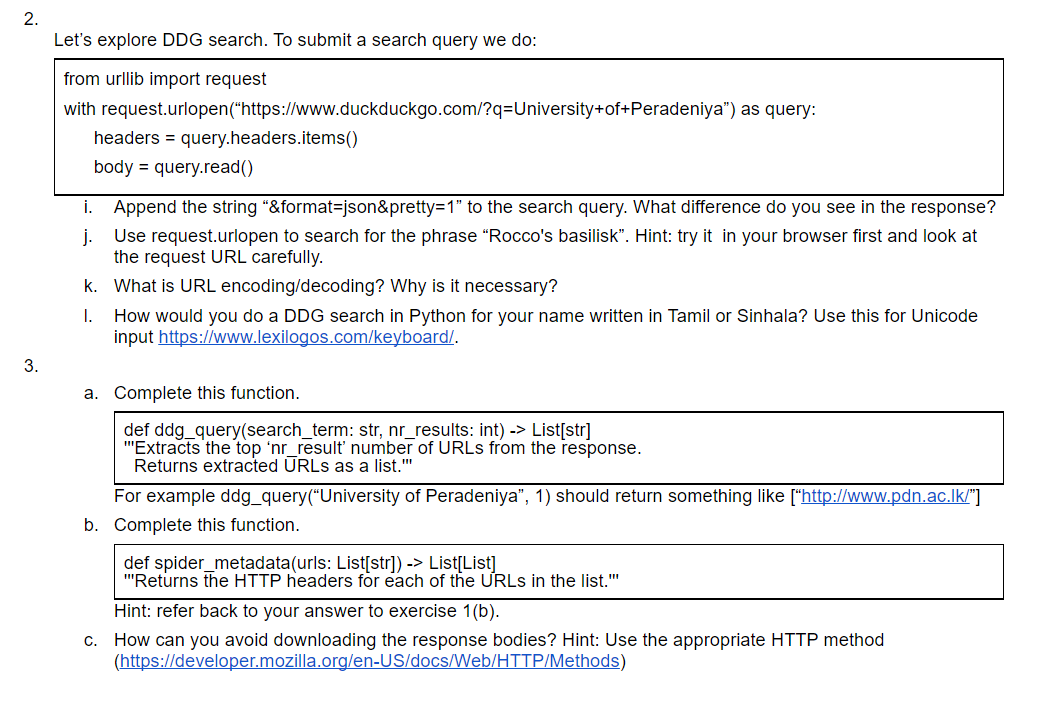 2.
Let’s explore DDG search. To submit a search query we do:
from urllib import request
with request.urlopen(“https://www.duckduckgo.com/?q=University+of+Peradeniya”) as query:
headers = query.headers.items()
body = query.read()
i. Append the string “&format=json&pretty=1” to the search query. What difference do you see in the response?
j. Use request.urlopen to search for the phrase “Rocco's basilisk”. Hint: try it  in your browser first and look at
the request URL carefully.
k. What is URL encoding/decoding? Why is it necessary?
l. How would you do a DDG search in Python for your name written in Tamil or Sinhala? Use this for Unicode
input https://www.lexilogos.com/keyboard/.
3.
a. Complete this function.
def ddg_query(search_term: str, nr_results: int) -> List[str]
'''Extracts the top ‘nr_result’ number of URLs from the response.
Returns extracted URLs as a list.'''
For example ddg_query(“University of Peradeniya”, 1) should return something like [“http://www.pdn.ac.lk/”]
b. Complete this function.
def spider_metadata(urls: List[str]) -> List[List]
'''Returns the HTTP headers for each of the URLs in the list.'''
Hint: refer back to your answer to exercise 1(b).
c. How can you avoid downloading the response bodies? Hint: Use the appropriate HTTP method
(https://developer.mozilla.org/en-US/docs/Web/HTTP/Methods)